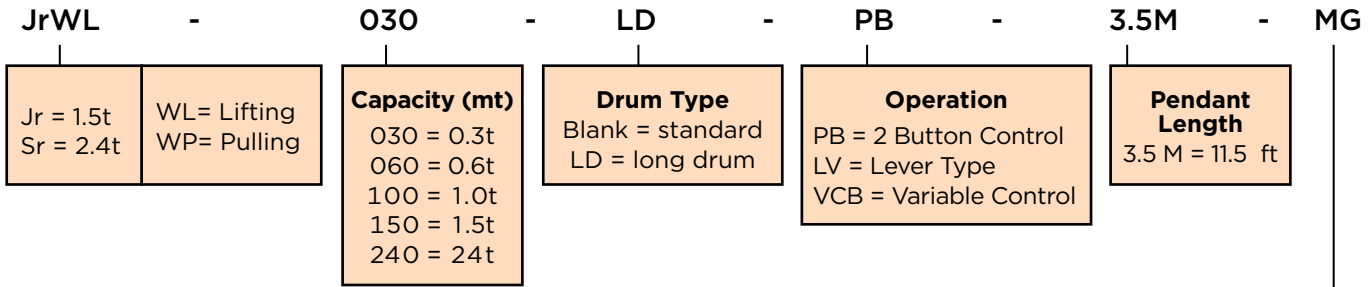 JrWL - 030 - LD - PB - 3.5M - MG
Jr = 1.5t
Sr = 2.4t
WL= Lifting
WP= Pulling
Capacity (mt)
030 = 0.3t
060 = 0.6t
100 = 1.0t
150 = 1.5t
240 = 24t
Drum Type
Blank = standard
LD = long drum
Operation
PB = 2 Button Control
LV = Lever Type
VCB = Variable Control
Pendant
Length
3.5 M = 11.5 ft